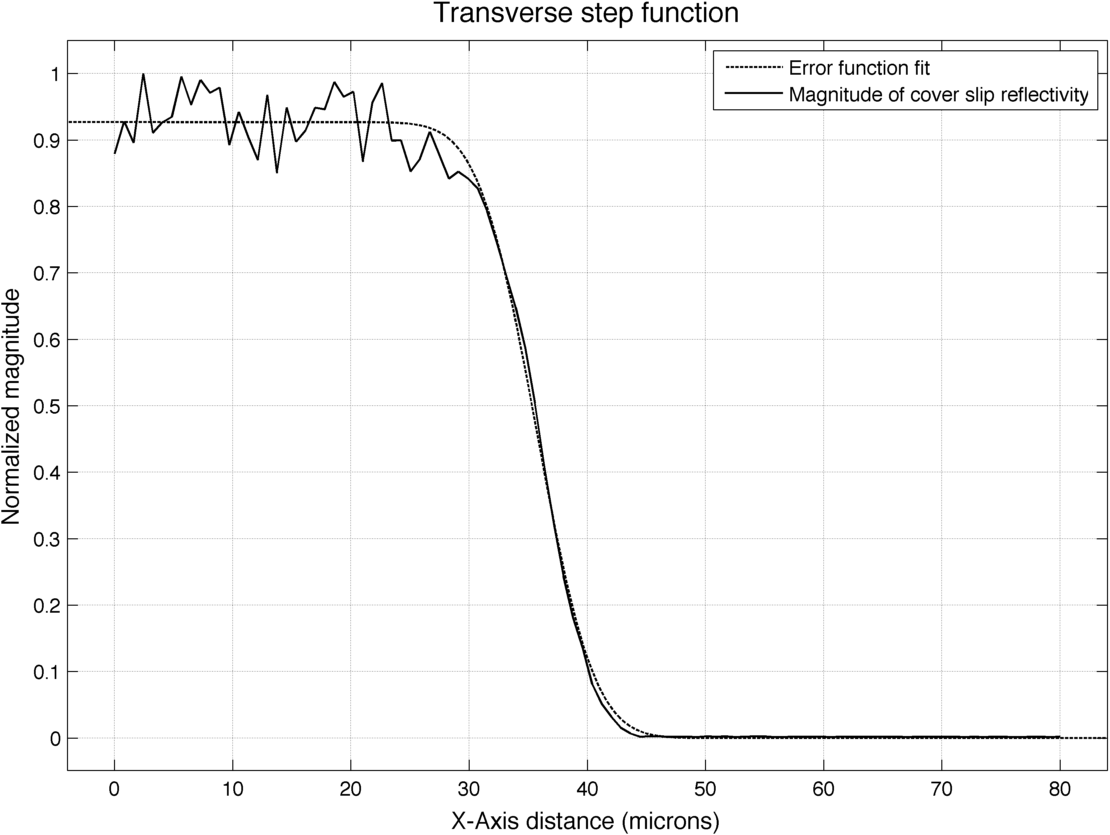 Transverse step function
Error function fit
Magnitude of cover slip reflectivity
Normalized magnitude
1
0.9
0.8
0.7
0.6
0.5
0.4
0.3
0.2
0.1
0
0 10 20 30 40 50 60 70 80
X-Axis distance (microns)